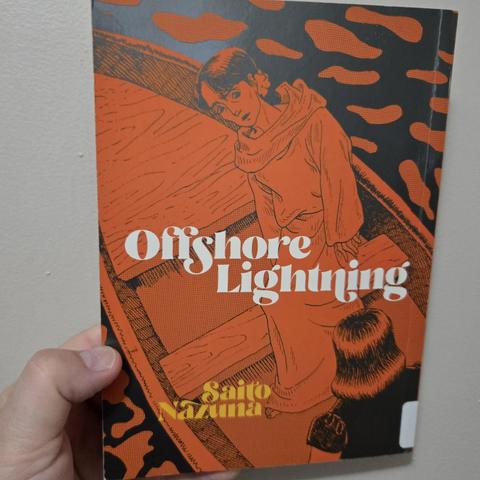 Offshore
Lightning
Saito
Nazuna